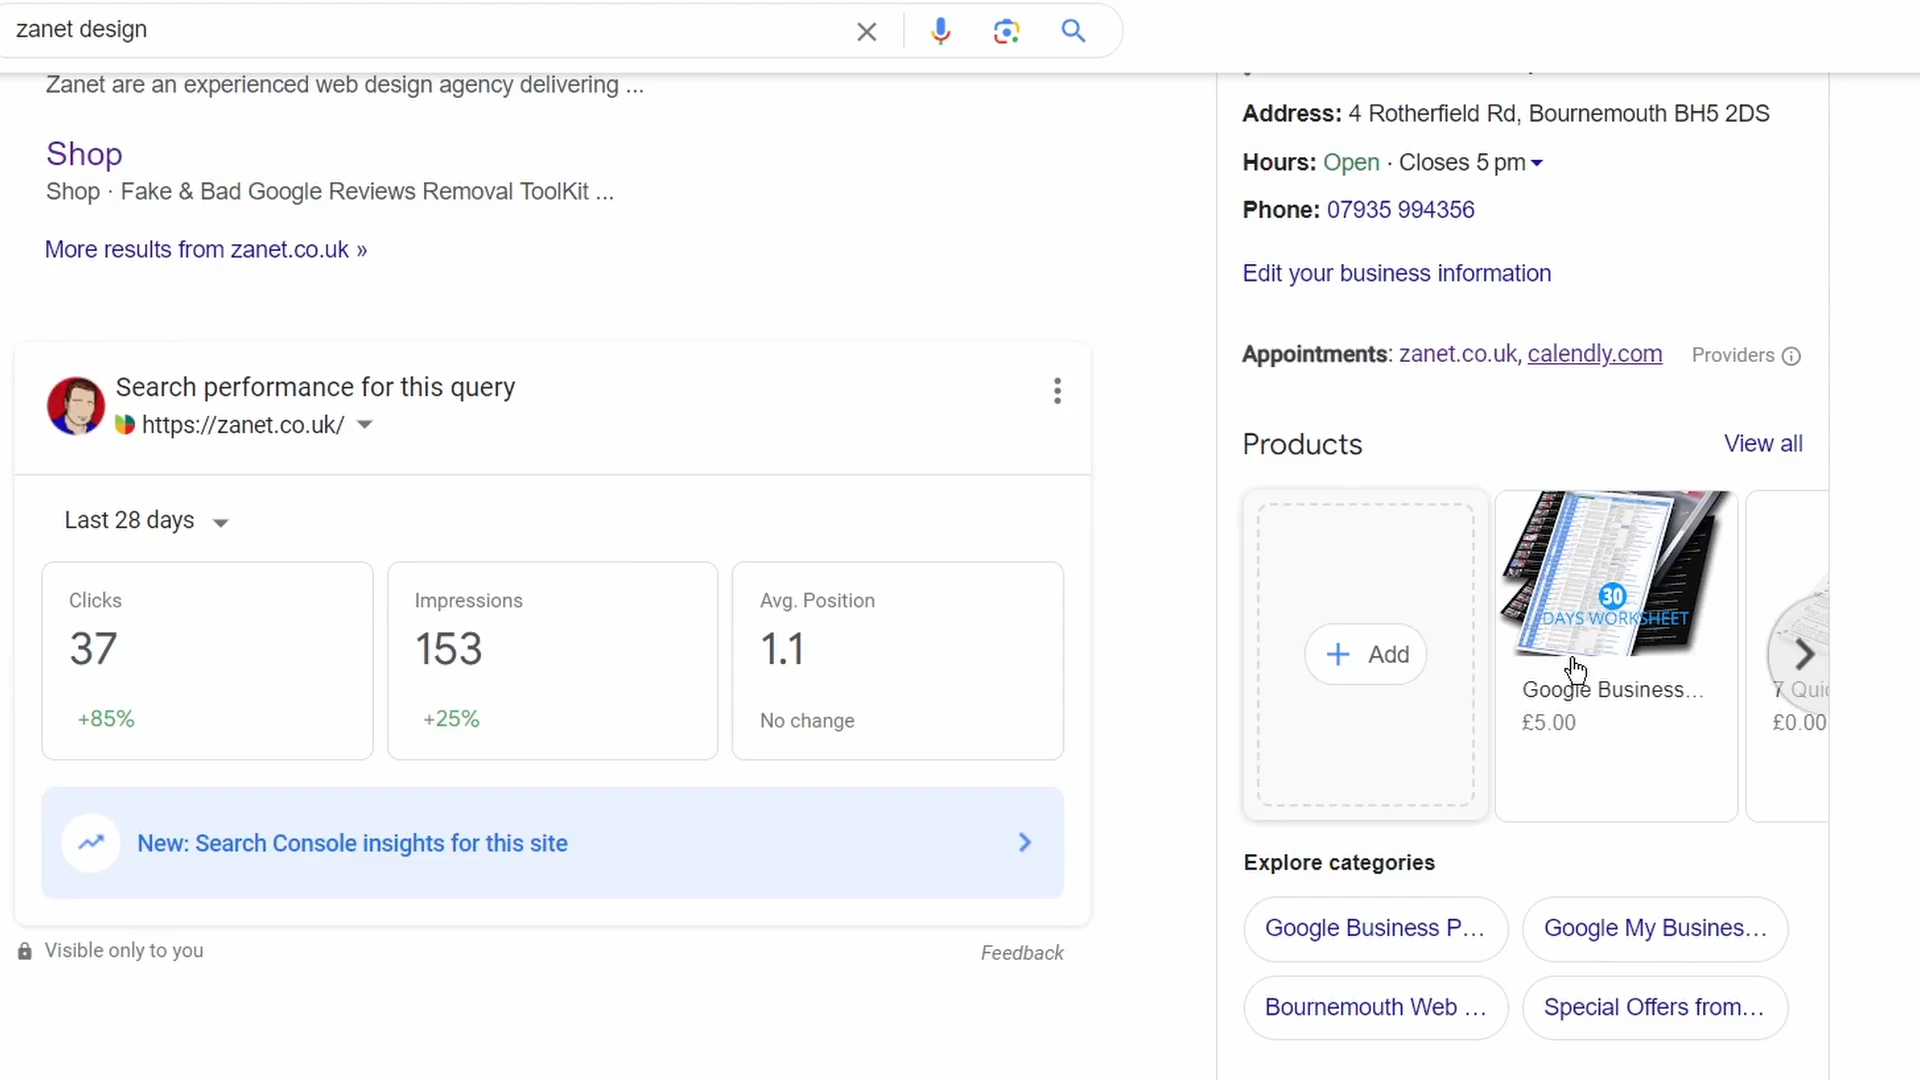 zanet design
Zanet are an experienced web design agency delivering ...
Shop
Shop · Fake & Bad Google Reviews Removal ToolKit ...
More results from zanet.co.uk »
Search performance for this query
https://zanet.co.uk/
Last 28 days
Clicks
37
+85%
Impressions
153
+25%
Avg. Position
1.1
No change
New: Search Console insights for this site
Visible only to you
Feedback
Address: 4 Rotherfield Rd, Bournemouth BH5 2DS
Hours: Open · Closes 5 pm
Phone: 07935 994356
Edit your business information
Appointments: zanet.co.uk, calendly.com
Providers
Products
View all
Add
30
DAYS WORKSHEET
Google Business...
£5.00
7 Quic
£0.00
Explore categories
Google Business P...
Google My Busines...
Bournemouth Web ...
Special Offers from...